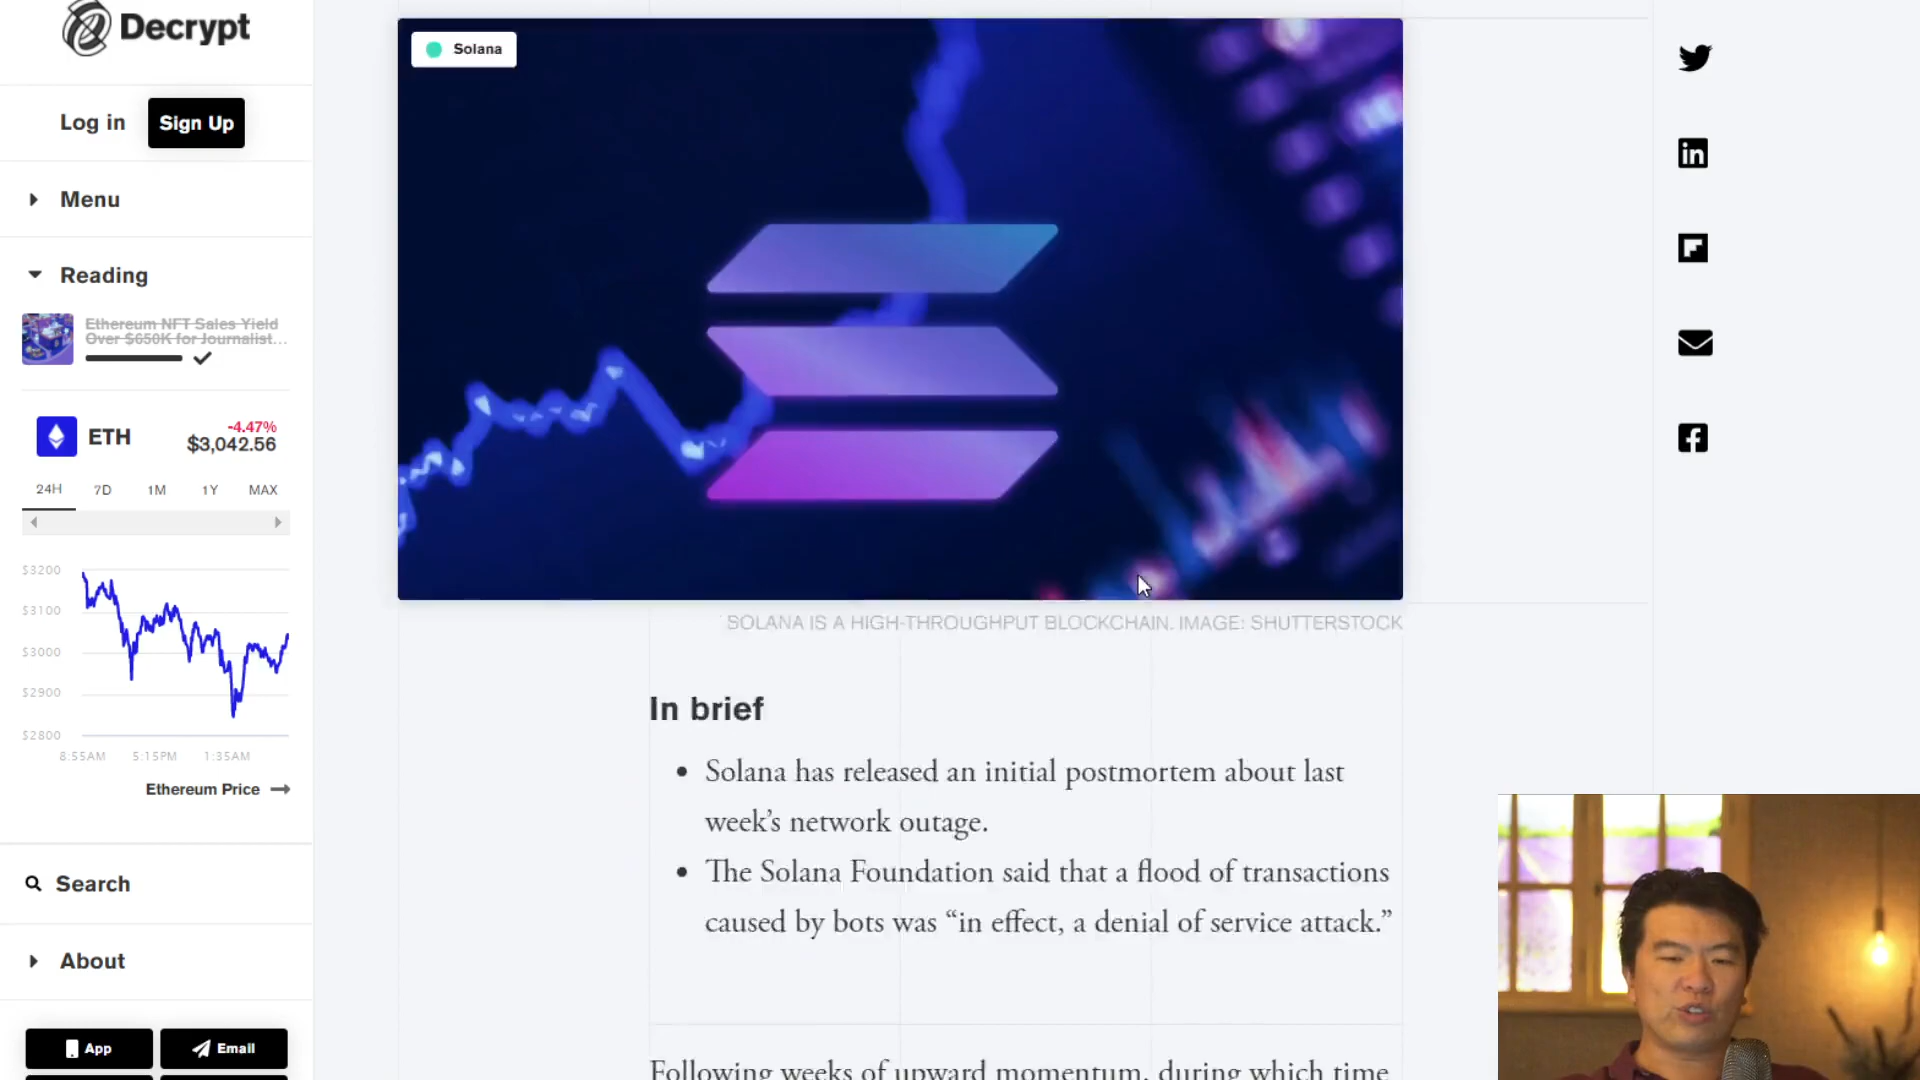 Decrypt
Log in
Sign Up
Menu
Reading
Ethereum NFT Sales Yield
Over $650K for Journalist...
ETH
-4.47%
$3,042.56
24H 7D 1M 1Y MAX
$3200
$3100
$3000
$2900
$2800
8:55AM 5:15PM 1:35AM
Ethereum Price
Search
About
App
Email
Solana
SOLANA IS A HIGH-THROUGHPUT BLOCKCHAIN. IMAGE: SHUTTERSTOCK
In brief
• Solana has released an initial postmortem about last
week’s network outage.
• The Solana Foundation said that a flood of transactions
caused by bots was “in effect, a denial of service attack.”
Following weeks of upward momentum, during which time